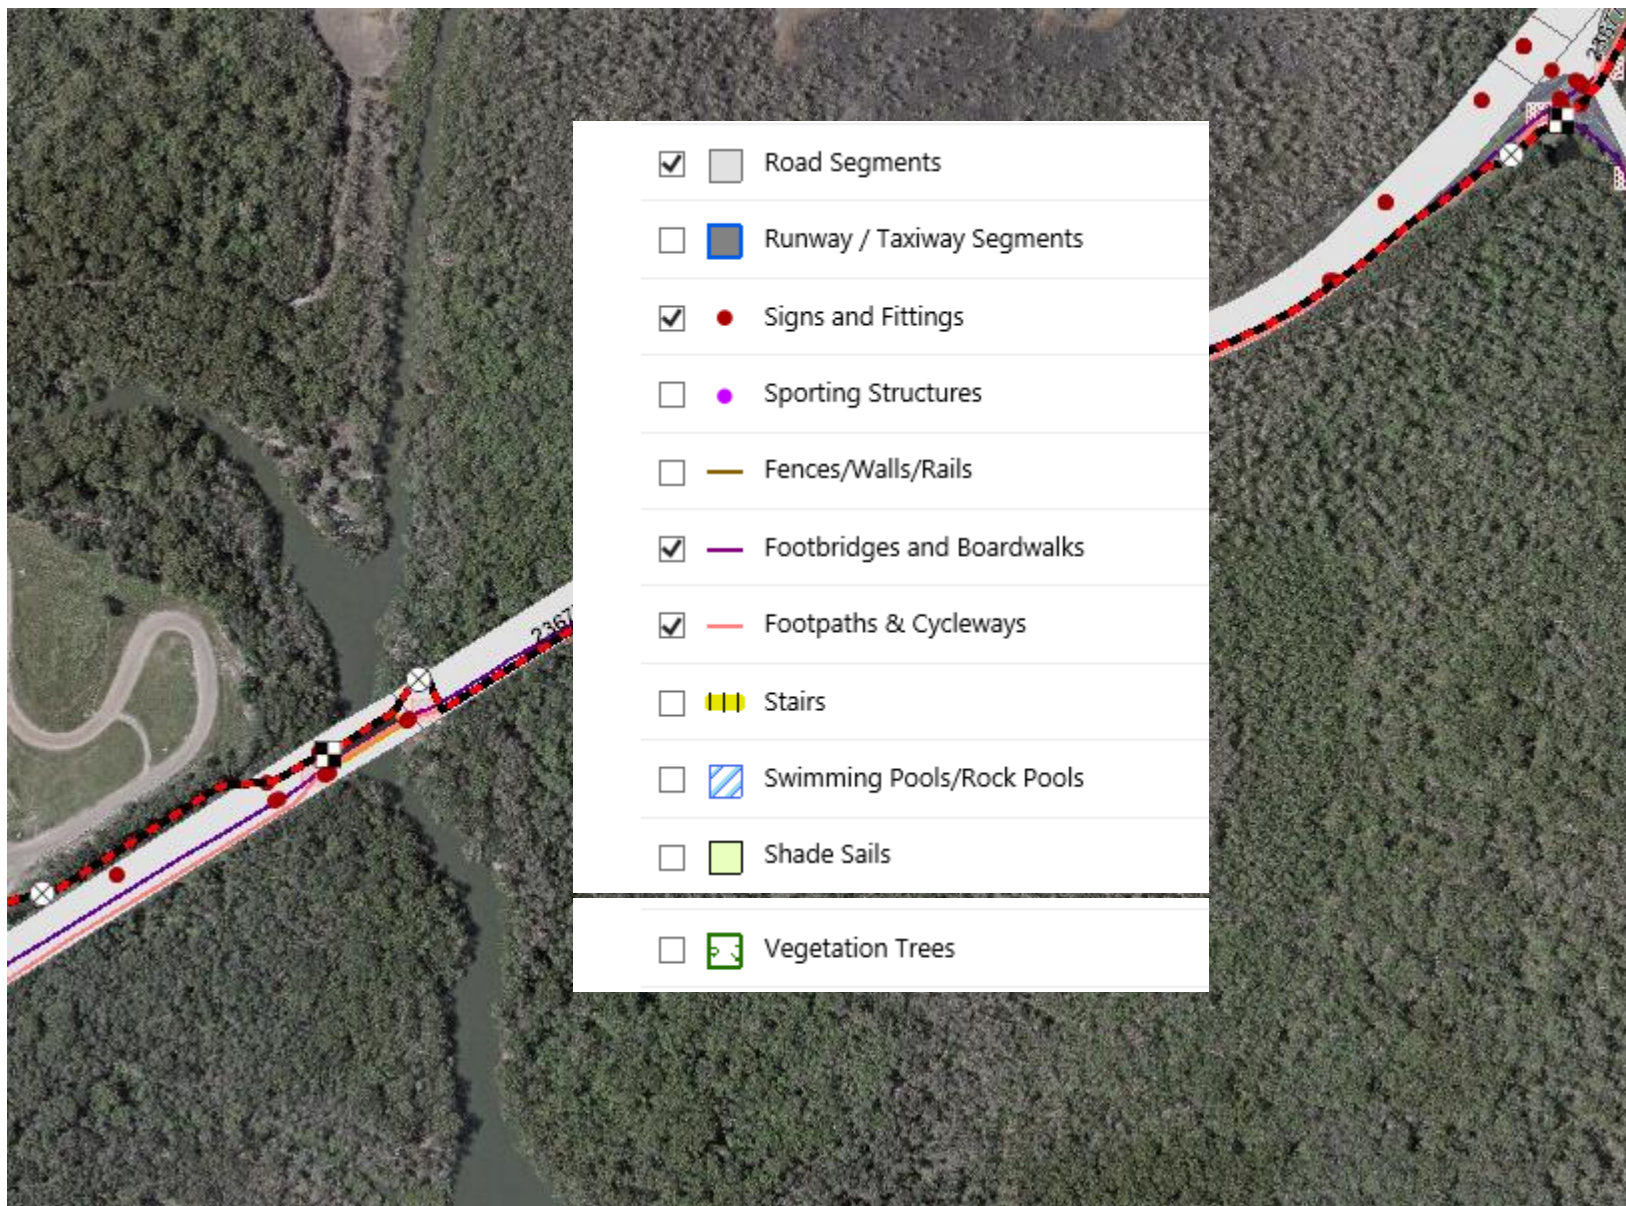 Road Segments
Runway / Taxiway Segments
Signs and Fittings
Sporting Structures
Fences/Walls/Rails
Footbridges and Boardwalks
Footpaths & Cycleways
2367
Stairs
Swimming Pools/Rock Pools
Shade Sails
Vegetation Trees